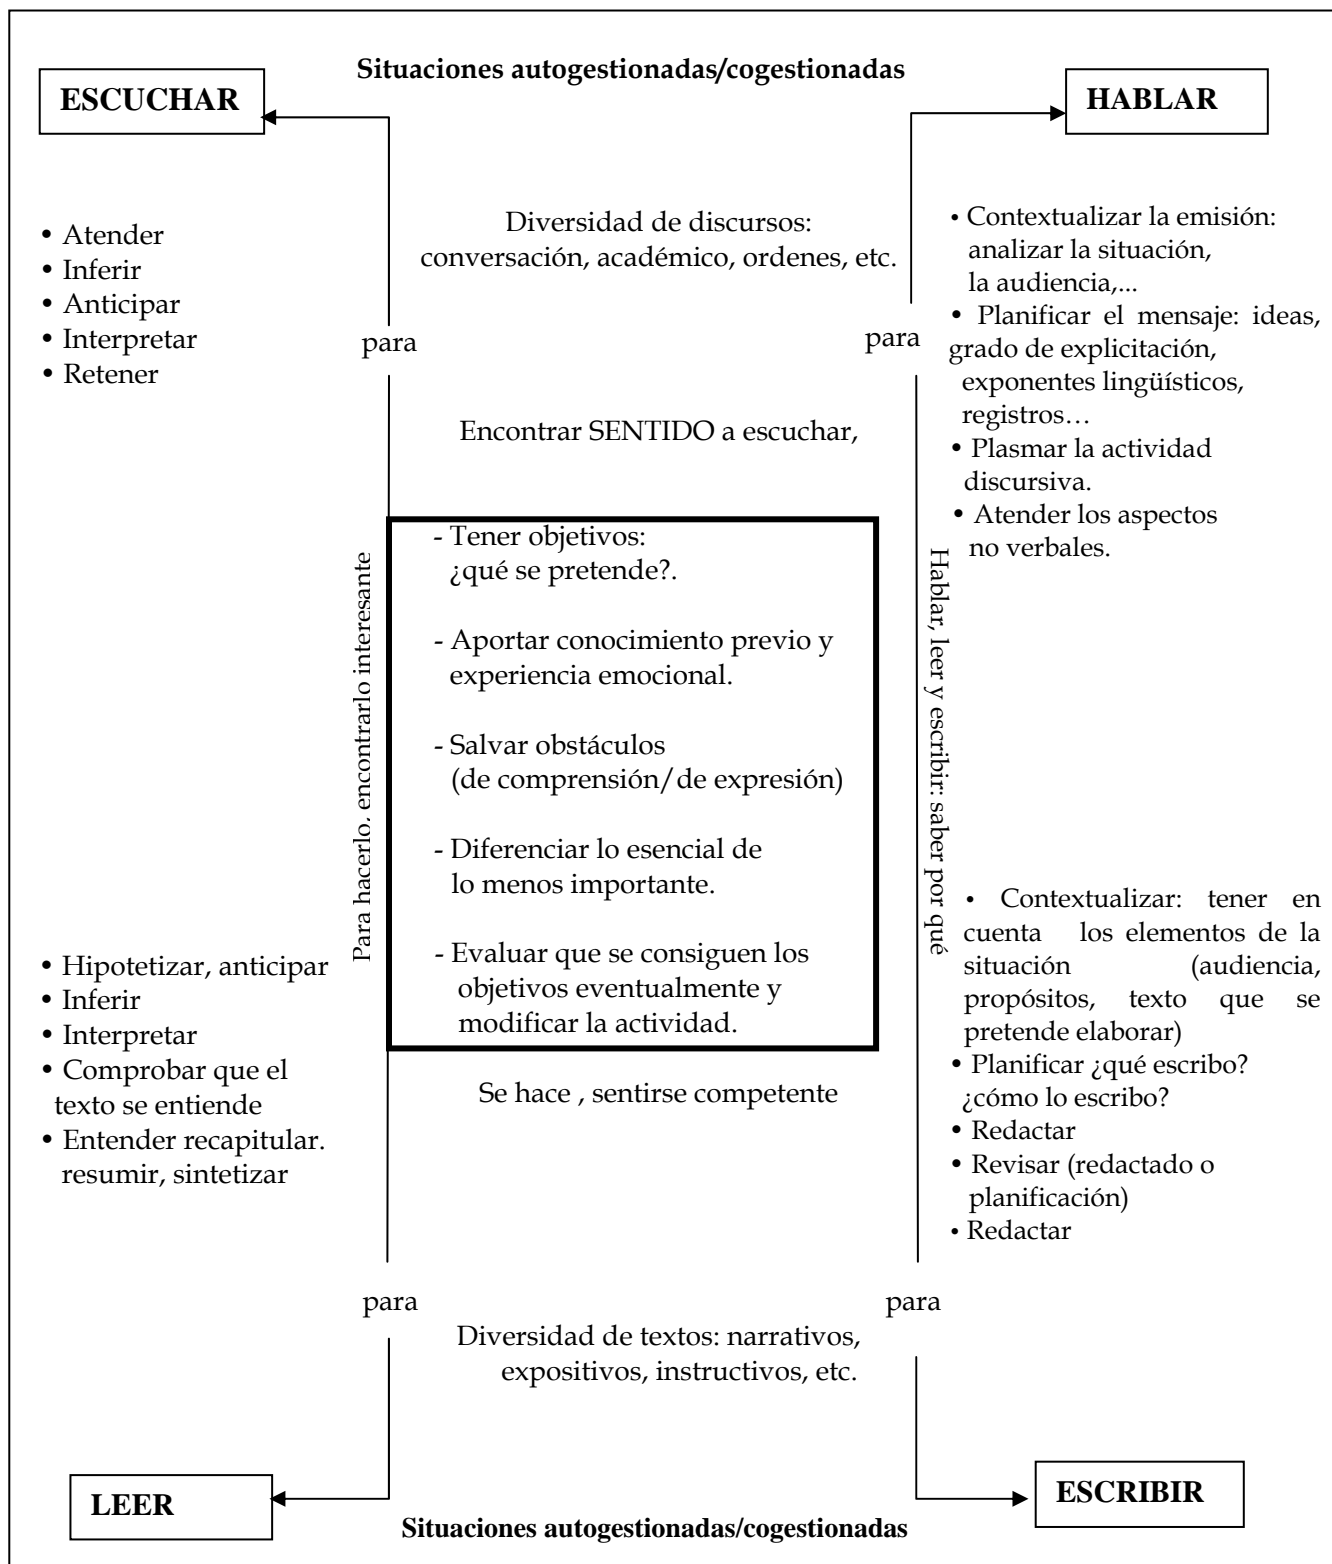 Situaciones autogestionadas/cogestionadas
ESCUCHAR
HABLAR
• Atender
• Inferir
• Anticipar
• Interpretar
• Retener
Diversidad de discursos:
conversación, académico, ordenes, etc.
• Contextualizar la emisión:
analizar la situación,
la audiencia,...
• Planificar el mensaje: ideas,
grado de explicitación,
exponentes lingüísticos,
registros…
• Plasmar la actividad
discursiva.
• Atender los aspectos
no verbales.
para
para
Encontrar SENTIDO a escuchar,
Para hacerlo, encontrarlo interesante
- Tener objetivos:
¿qué se pretende?.
- Aportar conocimiento previo y
experiencia emocional.
- Salvar obstáculos
(de comprensión/de expresión)
- Diferenciar lo esencial de
lo menos importante.
- Evaluar que se consiguen los
objetivos eventualmente y
modificar la actividad.
Hablar, leer y escribir: saber por qué
Se hace , sentirse competente
• Hipotetizar, anticipar
• Inferir
• Interpretar
• Comprobar que el
texto se entiende
• Entender recapitular.
resumir, sintetizar
• Contextualizar: tener en
cuenta los elementos de la
situación (audiencia,
propósitos, texto que se
pretende elaborar)
• Planificar ¿qué escribo?
¿cómo lo escribo?
• Redactar
• Revisar (redactado o
planificación)
• Redactar
para
para
Diversidad de textos: narrativos,
expositivos, instructivos, etc.
LEER
ESCRIBIR
Situaciones autogestionadas/cogestionadas